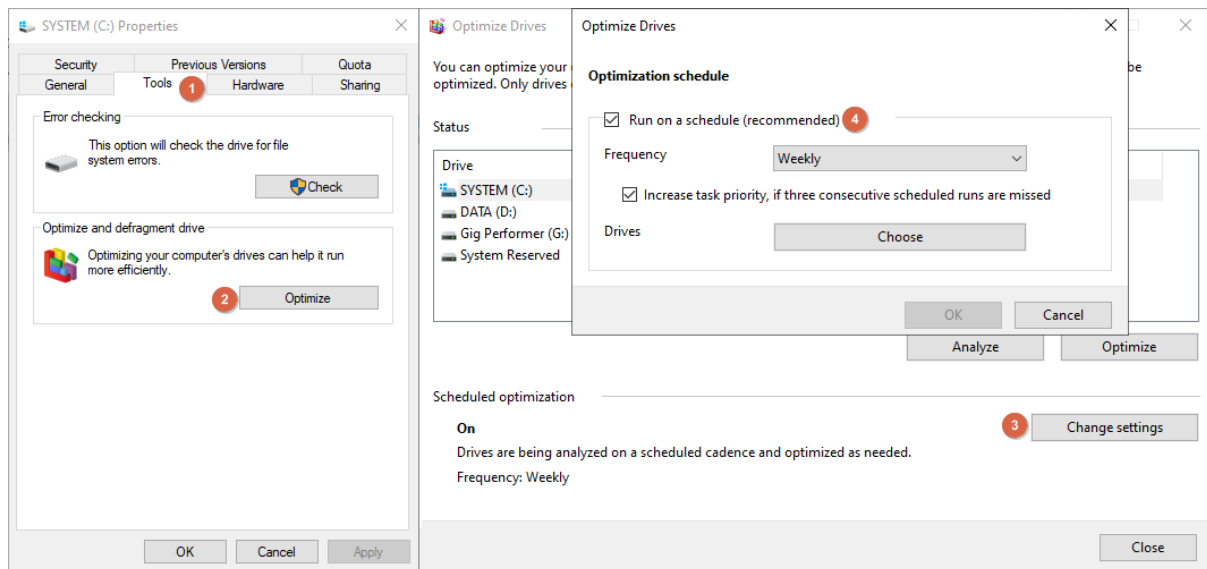 SYSTEM (C:) Properties
Security Previous Versions Quota
General Tools 1 Hardware Sharing
Error checking
This option will check the drive for file
system errors.
Check
Optimize and defragment drive
Optimizing your computer's drives can help it run
more efficiently.
2 Optimize
OK Cancel Apply
Optimize Drives
You can optimize your
be
optimized. Only drives
Status
Drive
SYSTEM (C:)
DATA (D:)
Gig Performer (G:)
System Reserved
Analyze Optimize
Scheduled optimization
On
3 Change settings
Drives are being analyzed on a scheduled cadence and optimized as needed.
Frequency: Weekly
Close
Optimize Drives
Optimization schedule
Run on a schedule (recommended) 4
Frequency Weekly
Increase task priority, if three consecutive scheduled runs are missed
Drives Choose
OK Cancel